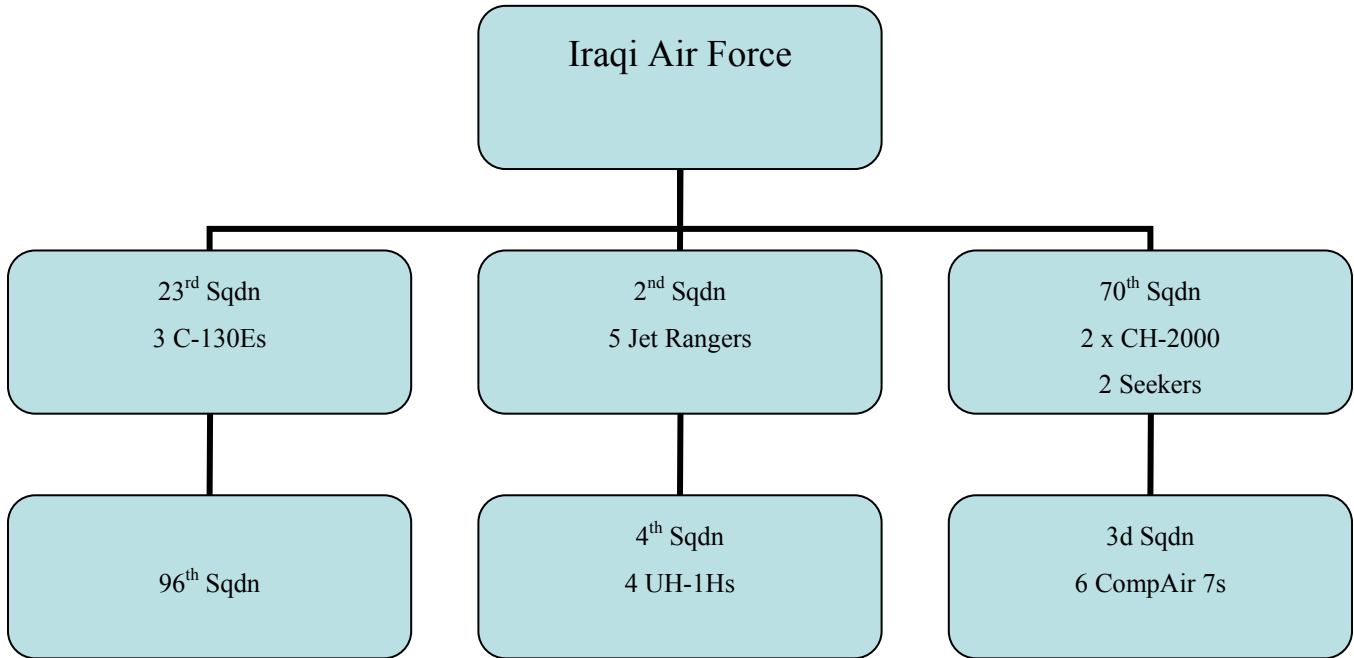 Iraqi Air Force
23rd Sqdn
3 C-130Es
2nd Sqdn
5 Jet Rangers
70th Sqdn
2 x CH-2000
2 Seekers
96th Sqdn
4th Sqdn
4 UH-1Hs
3d Sqdn
6 CompAir 7s